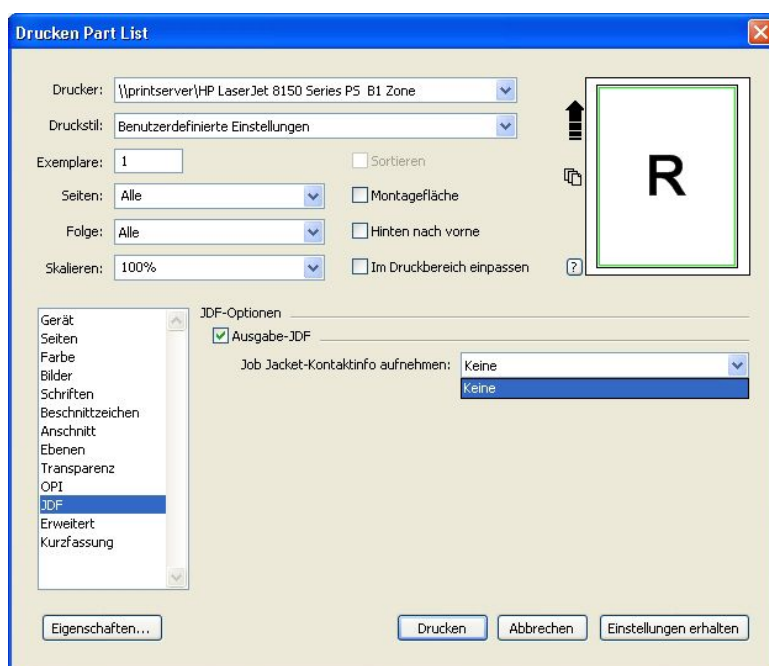 Drucken Part List
Drucker: \\printserver\HP LaserJet 8150 Series PS B1 Zone
Druckstil: Benutzerdefinierte Einstellungen
Exemplare: 1
Sortieren
Seiten: Alle
Montagefläche
Folge: Alle
Hinten nach vorne
Skalieren: 100%
Im Druckbereich einpassen
?
R
Gerät
Seiten
Farbe
Bilder
Schriften
Beschnittzeichen
Anschnitt
Ebenen
Transparenz
OPI
JDF
Erweitert
Kurzfassung
JDF-Optionen
Ausgabe-JDF
Job Jacket-Kontaktinfo aufnehmen: Keine
Keine
Eigenschaften...
Drucken
Abbrechen
Einstellungen erhalten